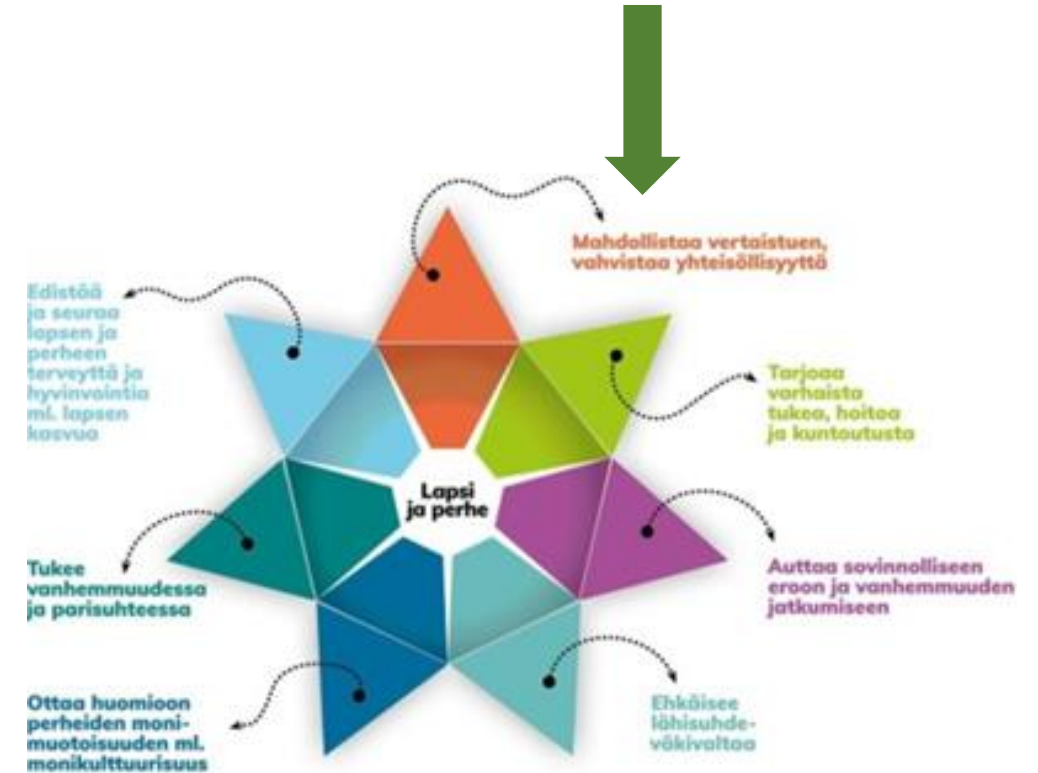 Mahdollistaa vertaistuen,
vahvistaa yhteisöllisyyttä
Edistää
ja seuraa
lapsen ja
perheen
terveyttä ja
hyvinvointia
ml. lapsen
kasvua
Tarjoaa
varhaista
tukea, hoitoa
ja kuntoutusta
Lapsi
ja perhe
Tukee
vanhemmuudessa
ja parisuhteessa
Auttaa sovinnolliseen
eroon ja vanhemmuuden
jatkumiseen
Ottaa huomioon
perheiden moni-
muotoisuuden ml.
monikulttuurisuus
Ehkäisee
lähisuhde-
väkivaltaa